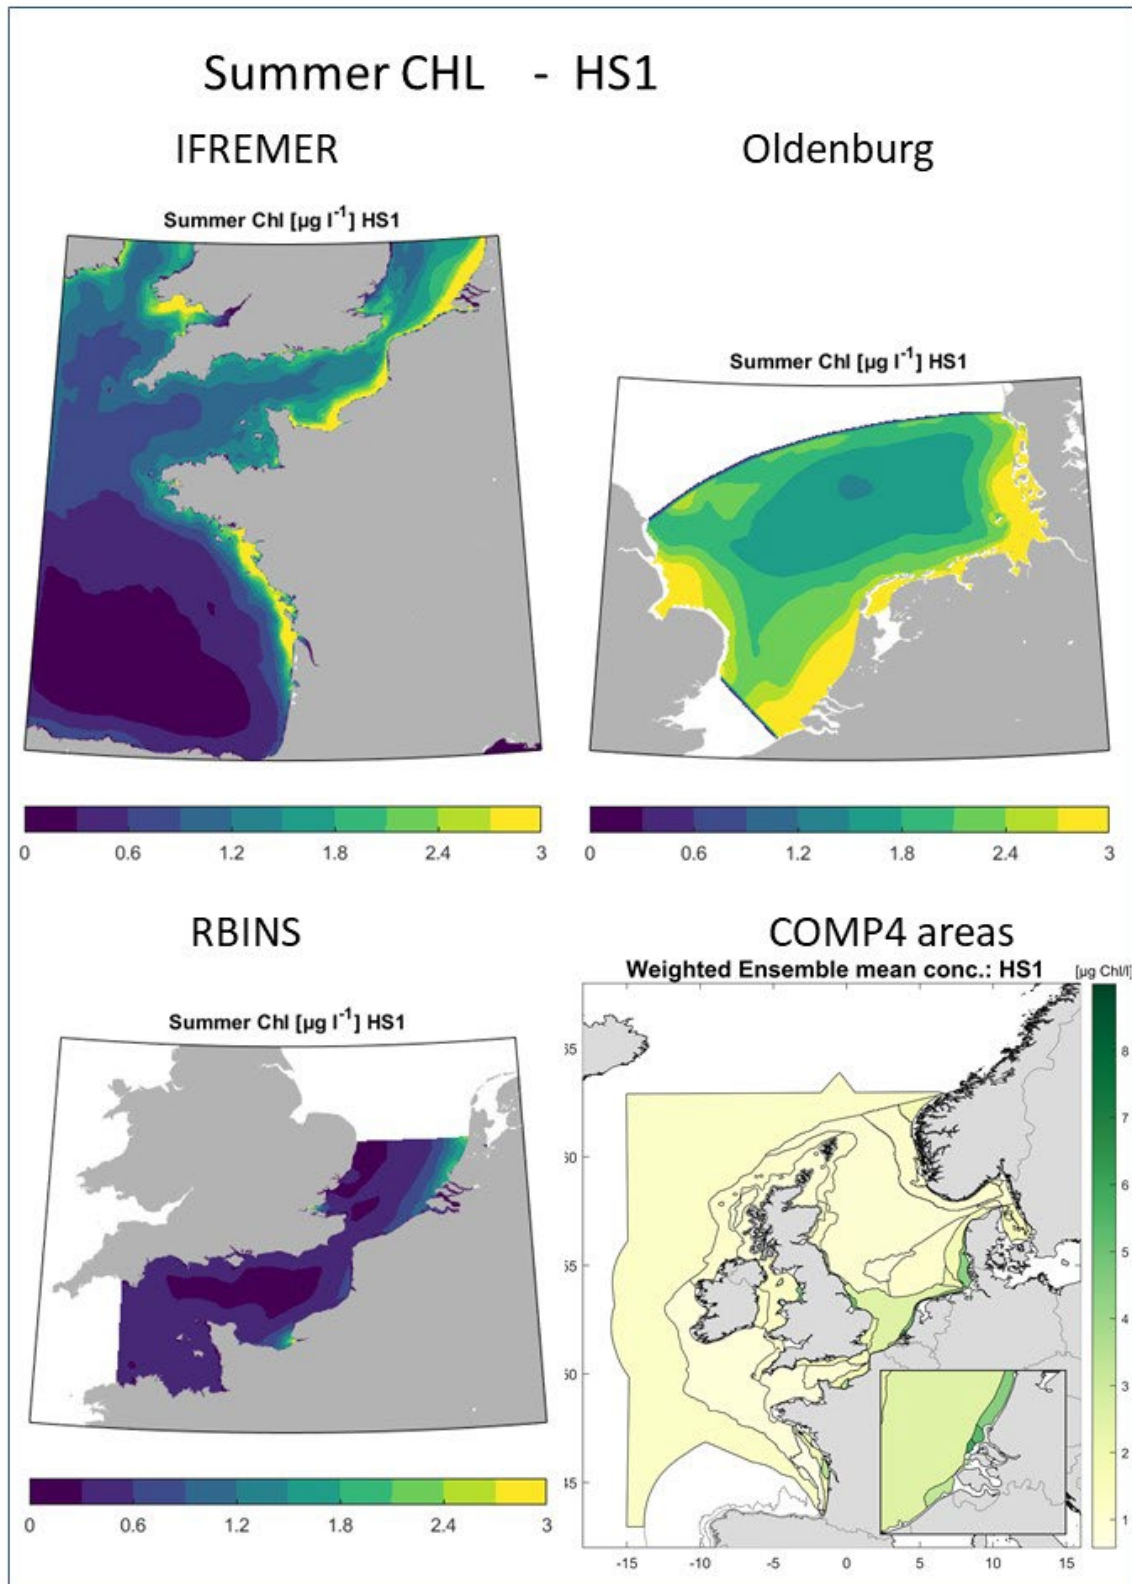 Summer CHL - HS1
IFREMER
Oldenburg
Summer Chl [µg l⁻¹] HS1
Summer Chl [µg l⁻¹] HS1
0 0.6 1.2 1.8 2.4 3
0 0.6 1.2 1.8 2.4 3
RBINS
COMP4 areas
Weighted Ensemble mean conc.: HS1
[µg Chl/l]
Summer Chl [µg l⁻¹] HS1
8
7
6
5
4
3
2
1
55
50
0 0.6 1.2 1.8 2.4 3
-15 -10 -5 0 5 10 15